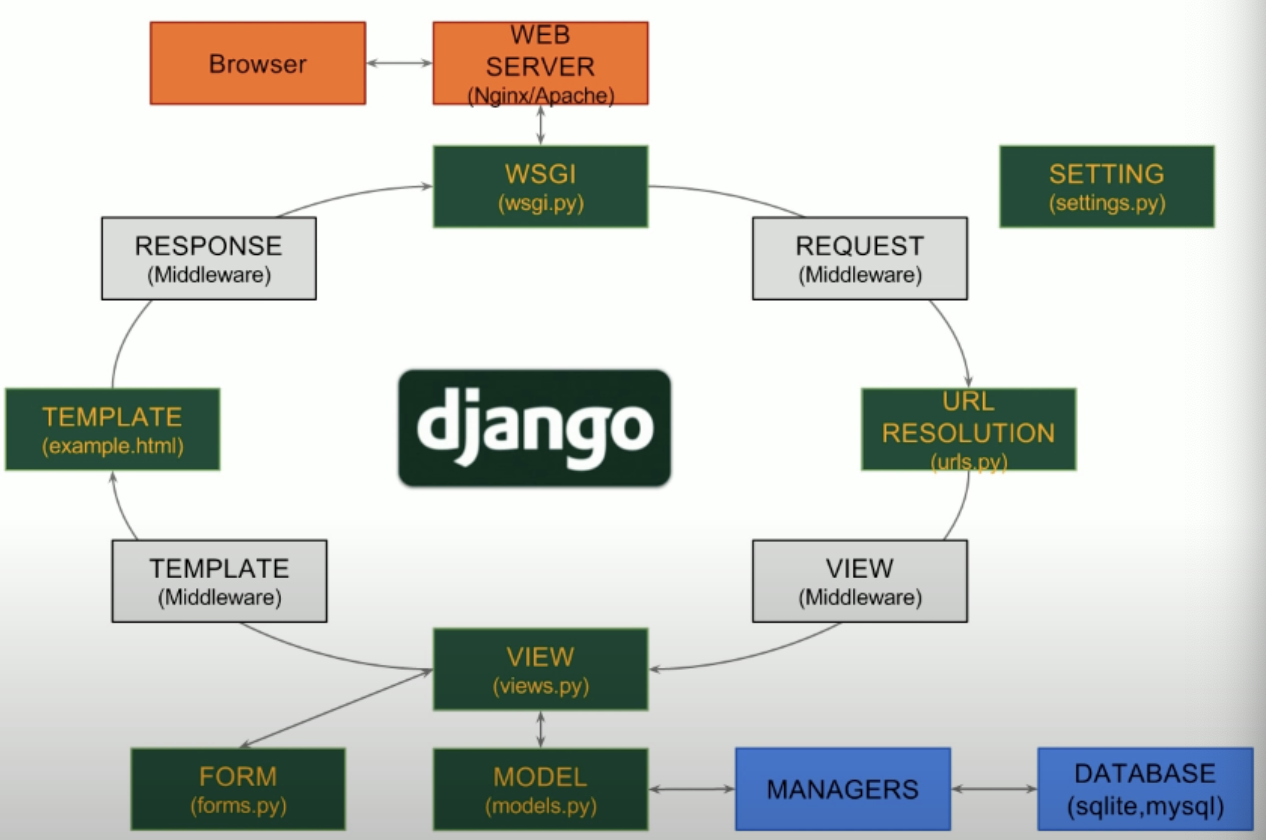 Browser
WEB
SERVER
(Nginx/Apache)
WSGI
(wsgi.py)
SETTING
(settings.py)
RESPONSE
(Middleware)
REQUEST
(Middleware)
TEMPLATE
(example.html)
django
URL
RESOLUTION
(urls.py)
TEMPLATE
(Middleware)
VIEW
(Middleware)
VIEW
(views.py)
FORM
(forms.py)
MODEL
(models.py)
MANAGERS
DATABASE
(sqlite,mysql)